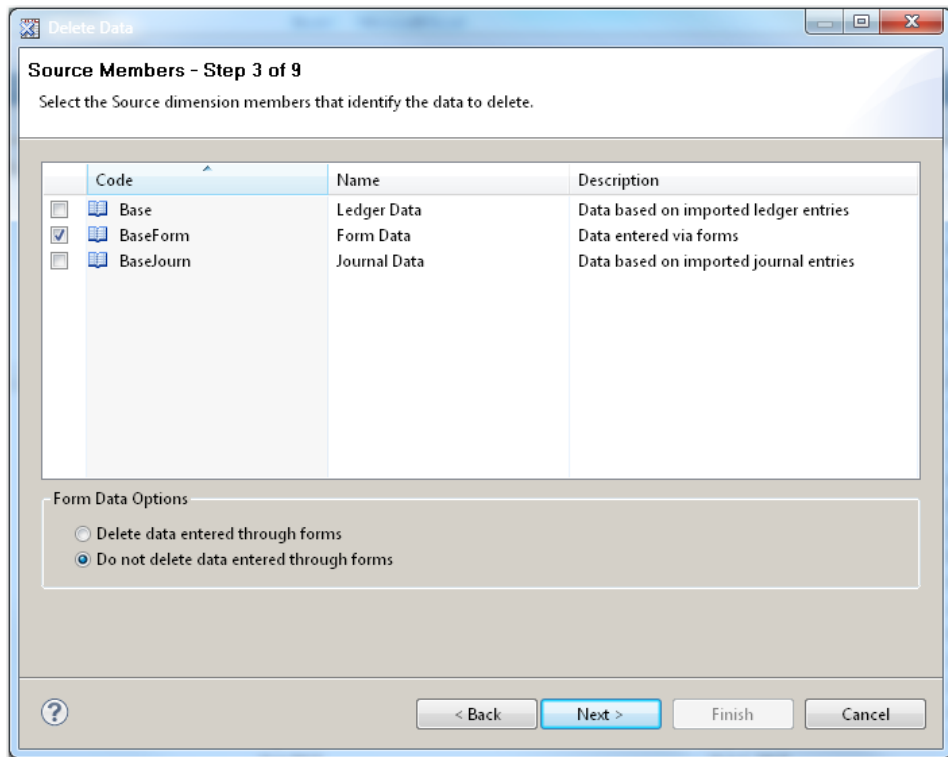 Delete Data
Source Members - Step 3 of 9
Select the Source dimension members that identify the data to delete.
Code Name Description
Base Ledger Data Data based on imported ledger entries
BaseForm Form Data Data entered via forms
BaseJourn Journal Data Data based on imported journal entries
Form Data Options
Delete data entered through forms
Do not delete data entered through forms
? < Back Next > Finish Cancel